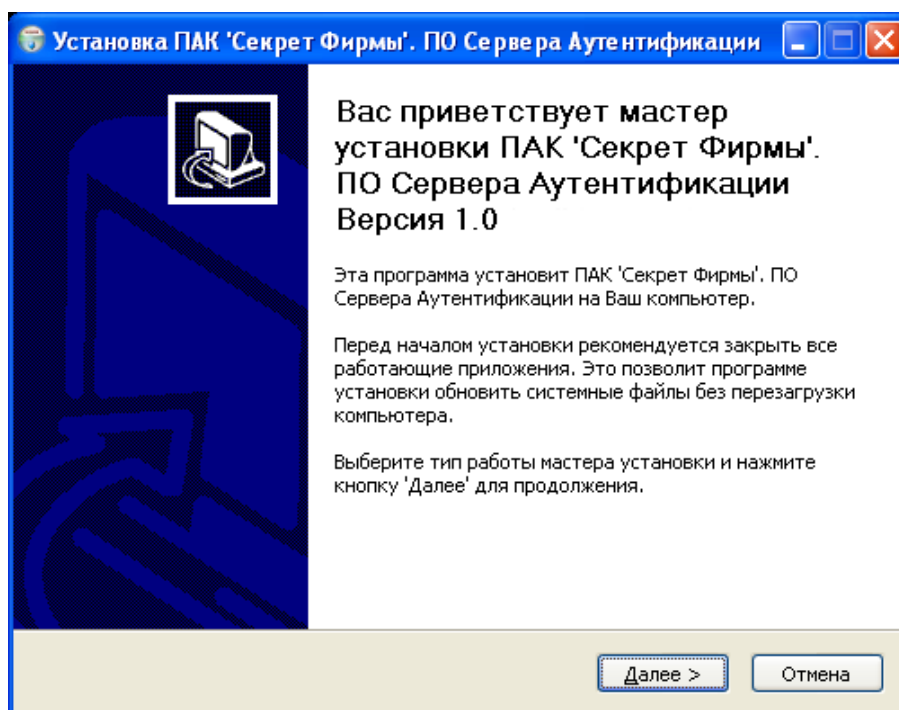 Установка ПАК 'Секрет Фирмы'. ПО Сервера Аутентификации
Вас приветствует мастер
установки ПАК 'Секрет Фирмы'.
ПО Сервера Аутентификации
Версия 1.0
Эта программа установит ПАК 'Секрет Фирмы'. ПО
Сервера Аутентификации на Ваш компьютер.
Перед началом установки рекомендуется закрыть все
работающие приложения. Это позволит программе
установки обновить системные файлы без перезагрузки
компьютера.
Выберите тип работы мастера установки и нажмите
кнопку 'Далее' для продолжения.
Далее >
Отмена